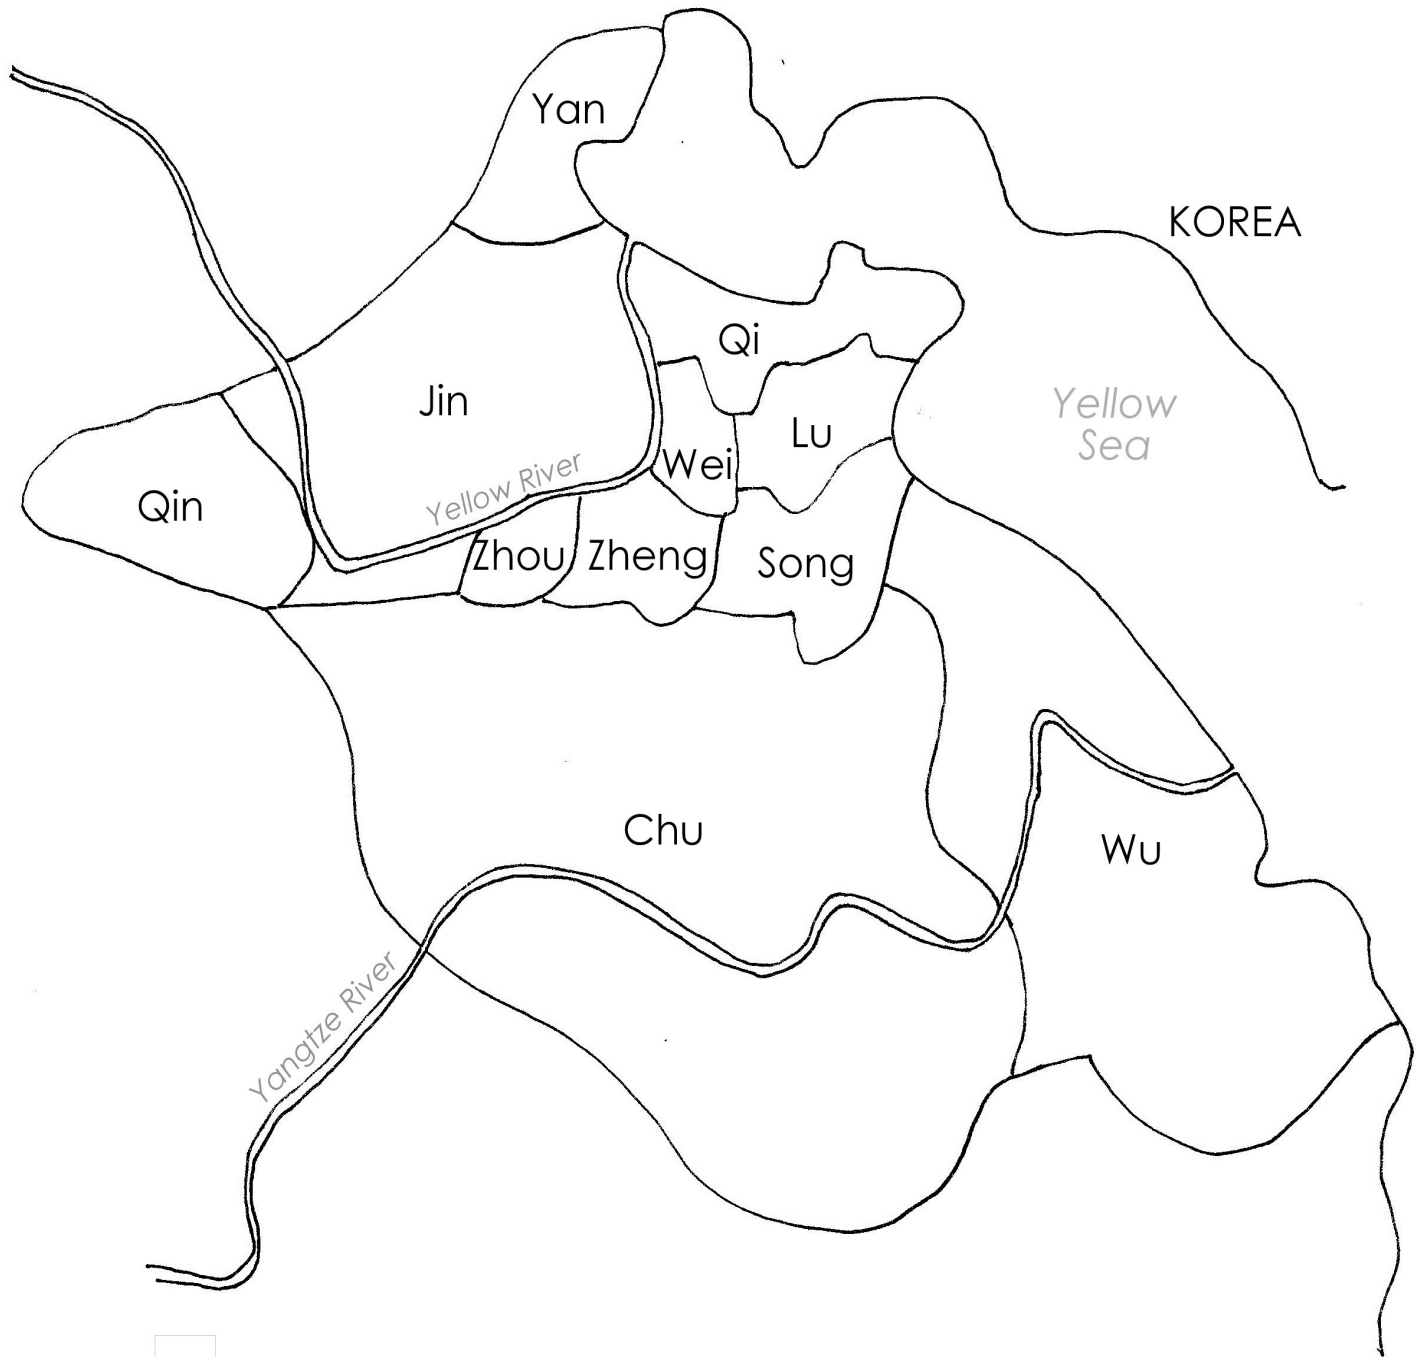 Yan
KOREA
Qi
Jin
Yellow
Sea
Lu
Wei
Yellow River
Qin
Zhou
Zheng
Song
Chu
Wu
Yangtze River